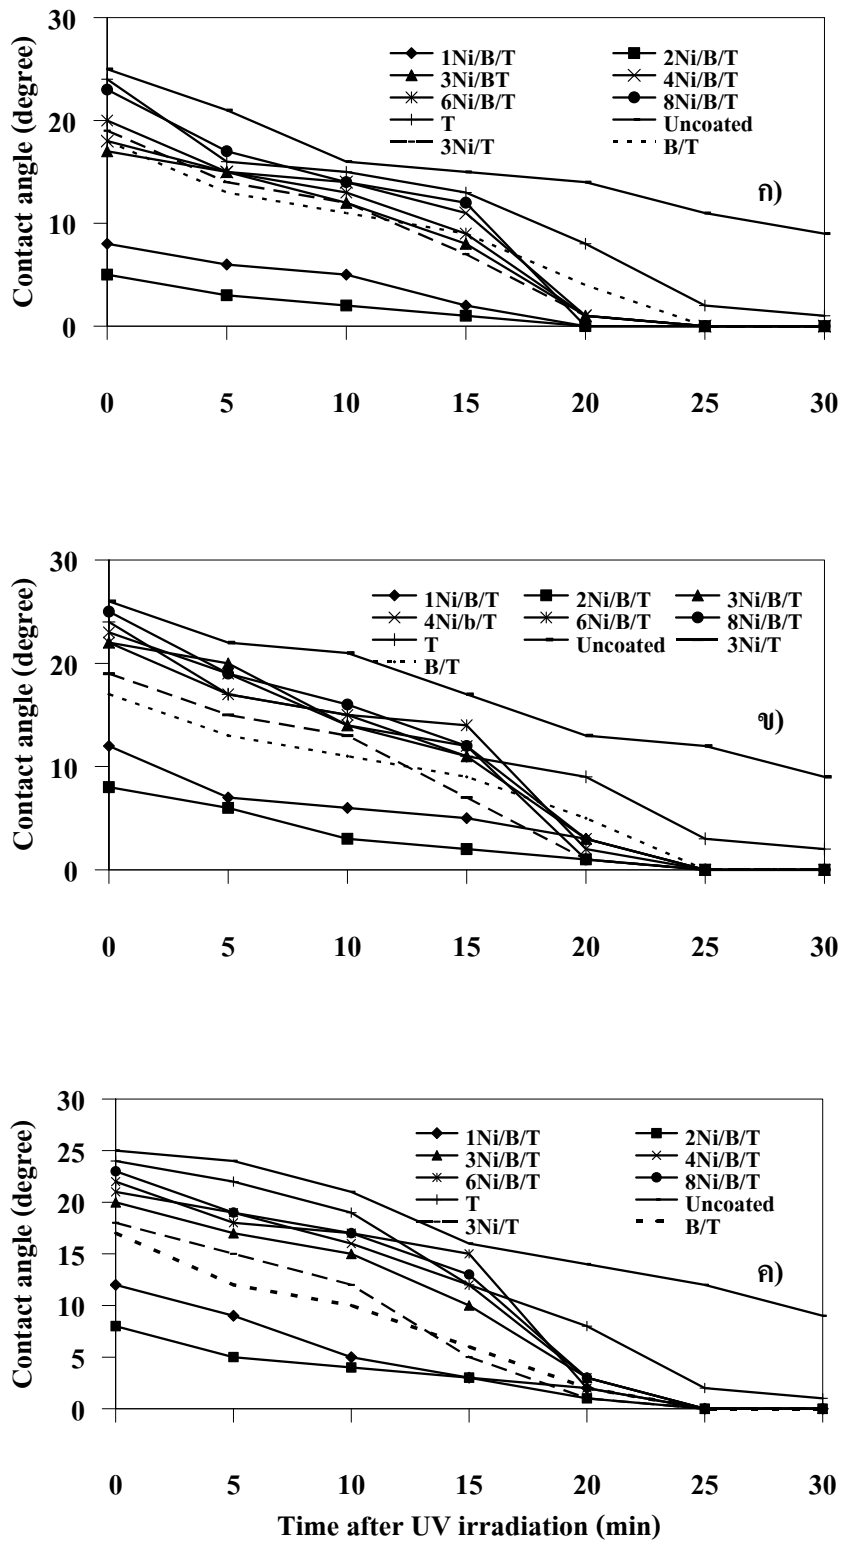 30
20
10
0
Contact angle (degree)
1Ni/B/T 2Ni/B/T
3Ni/BT 4Ni/B/T
6Ni/B/T 8Ni/B/T
T Uncoated
3Ni/T B/T
ก)
0 5 10 15 20 25 30
30
20
10
0
Contact angle (degree)
1Ni/B/T 2Ni/B/T 3Ni/B/T
4Ni/b/T 6Ni/B/T 8Ni/B/T
T Uncoated 3Ni/T
B/T
ข)
0 5 10 15 20 25 30
30
25
20
15
10
5
0
Contact angle (degree)
1Ni/B/T 2Ni/B/T
3Ni/B/T 4Ni/B/T
6Ni/B/T 8Ni/B/T
T Uncoated
3Ni/T B/T
ค)
0 5 10 15 20 25 30
Time after UV irradiation (min)